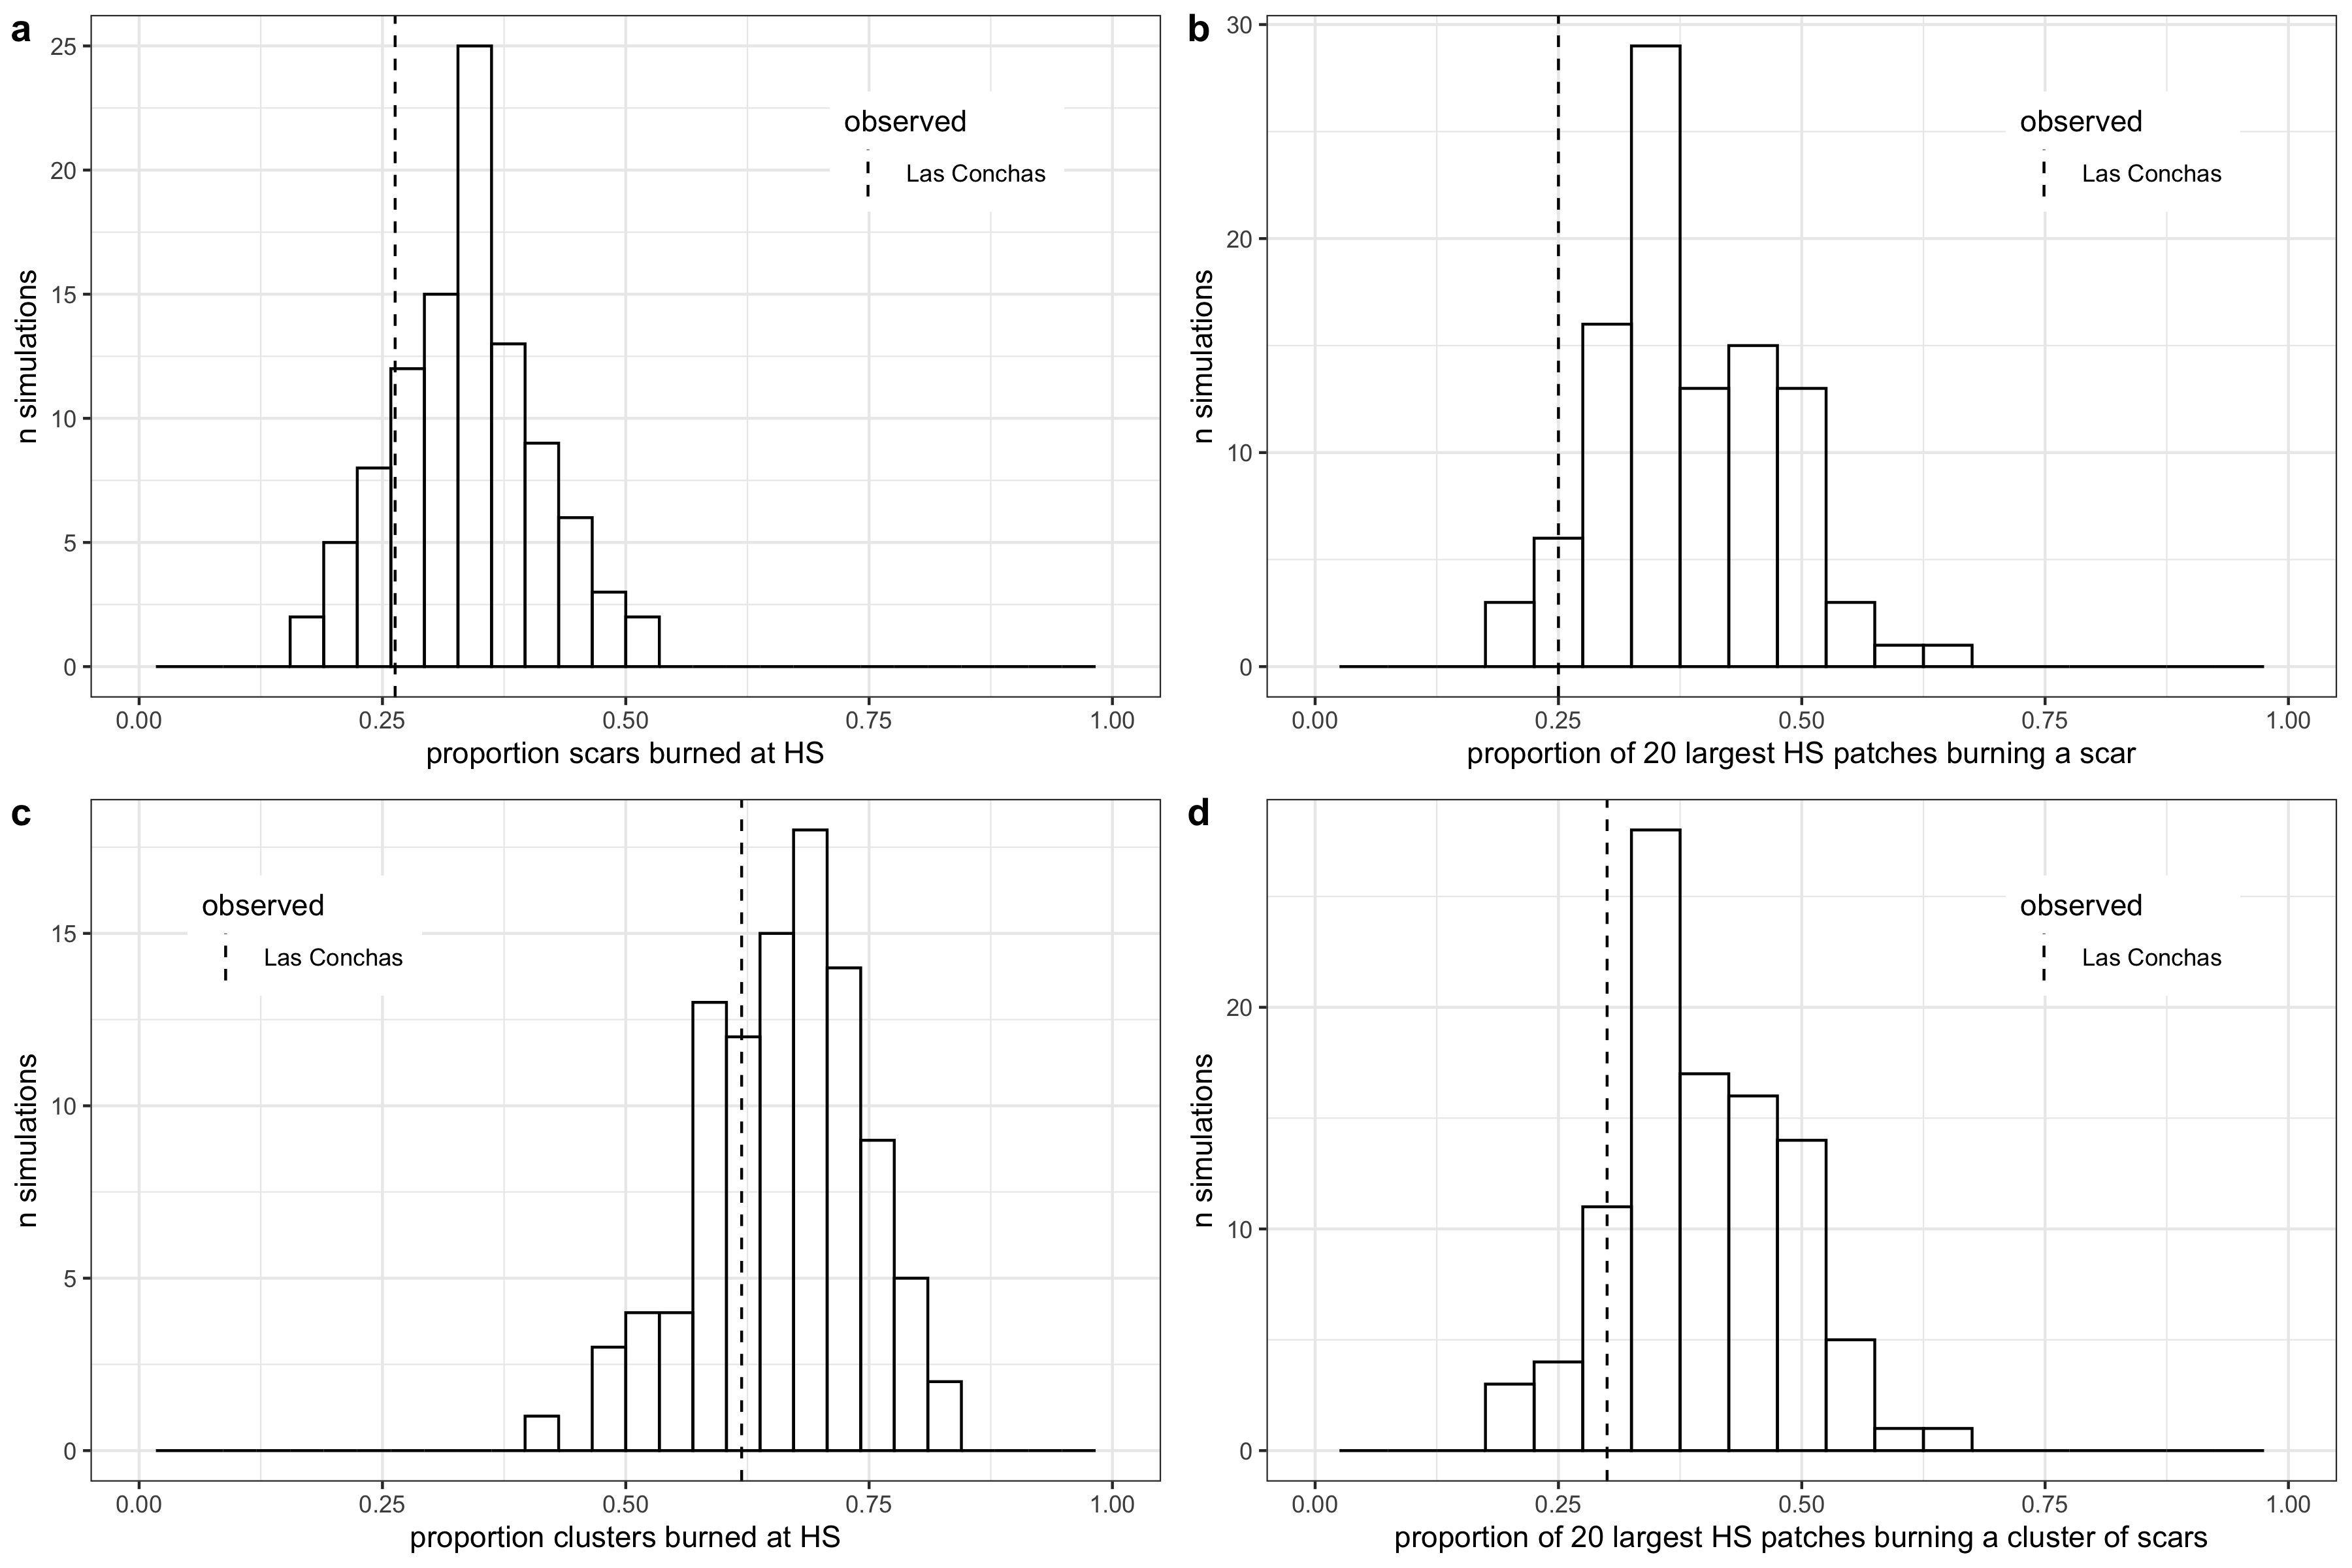 a
25
20
15
10
5
0
n simulations
observed
Las Conchas
0.00 0.25 0.50 0.75 1.00
proportion scars burned at HS
b
30
20
10
0
n simulations
observed
Las Conchas
0.00 0.25 0.50 0.75 1.00
proportion of 20 largest HS patches burning a scar
c
15
10
5
0
n simulations
observed
Las Conchas
0.00 0.25 0.50 0.75 1.00
proportion clusters burned at HS
d
20
10
0
n simulations
observed
Las Conchas
0.00 0.25 0.50 0.75 1.00
proportion of 20 largest HS patches burning a cluster of scars